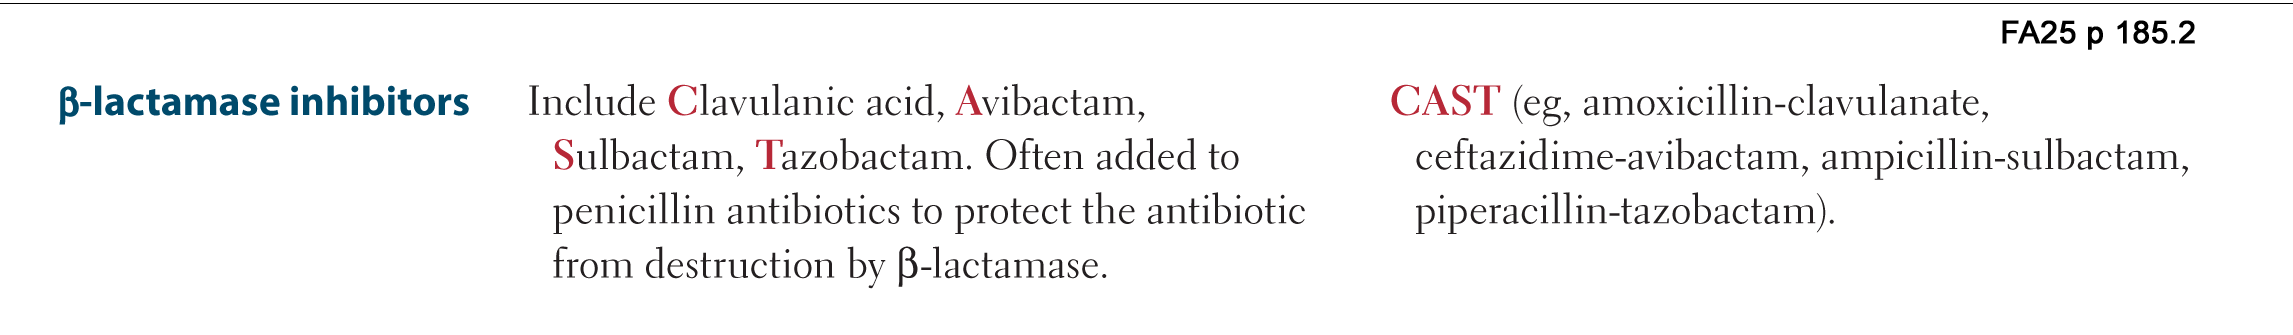 FA25 p 185.2
β-lactamase inhibitors
Include Clavulanic acid, Avibactam,
Sulbactam, Tazobactam. Often added to
penicillin antibiotics to protect the antibiotic
from destruction by β-lactamase.
CAST (eg, amoxicillin-clavulanate,
ceftazidime-avibactam, ampicillin-sulbactam,
piperacillin-tazobactam).